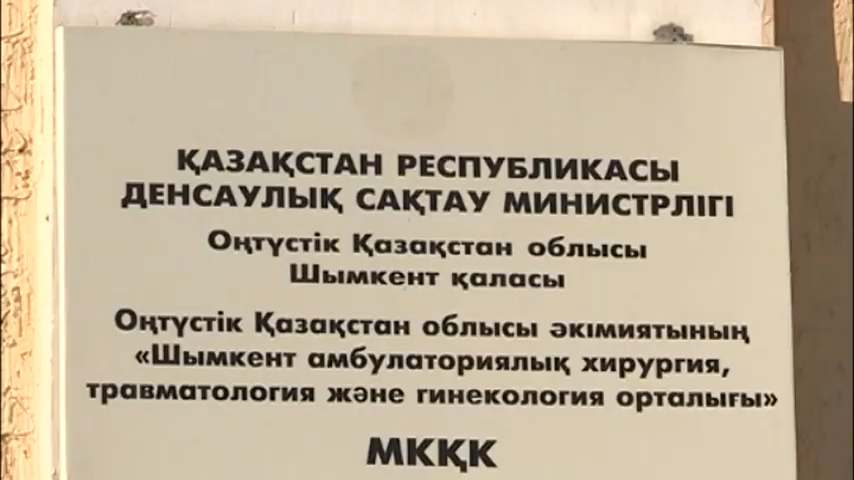 ҚАЗАҚСТАН РЕСПУБЛИКАСЫ
ДЕНСАУЛЫҚ САҚТАУ МИНИСТРЛІГІ
Оңтүстік Қазақстан облысы
Шымкент қаласы
Оңтүстік Қазақстан облысы әкімиятының
«Шымкент амбулаториялық хирургия,
травматология және гинекология орталығы»
МКҚК